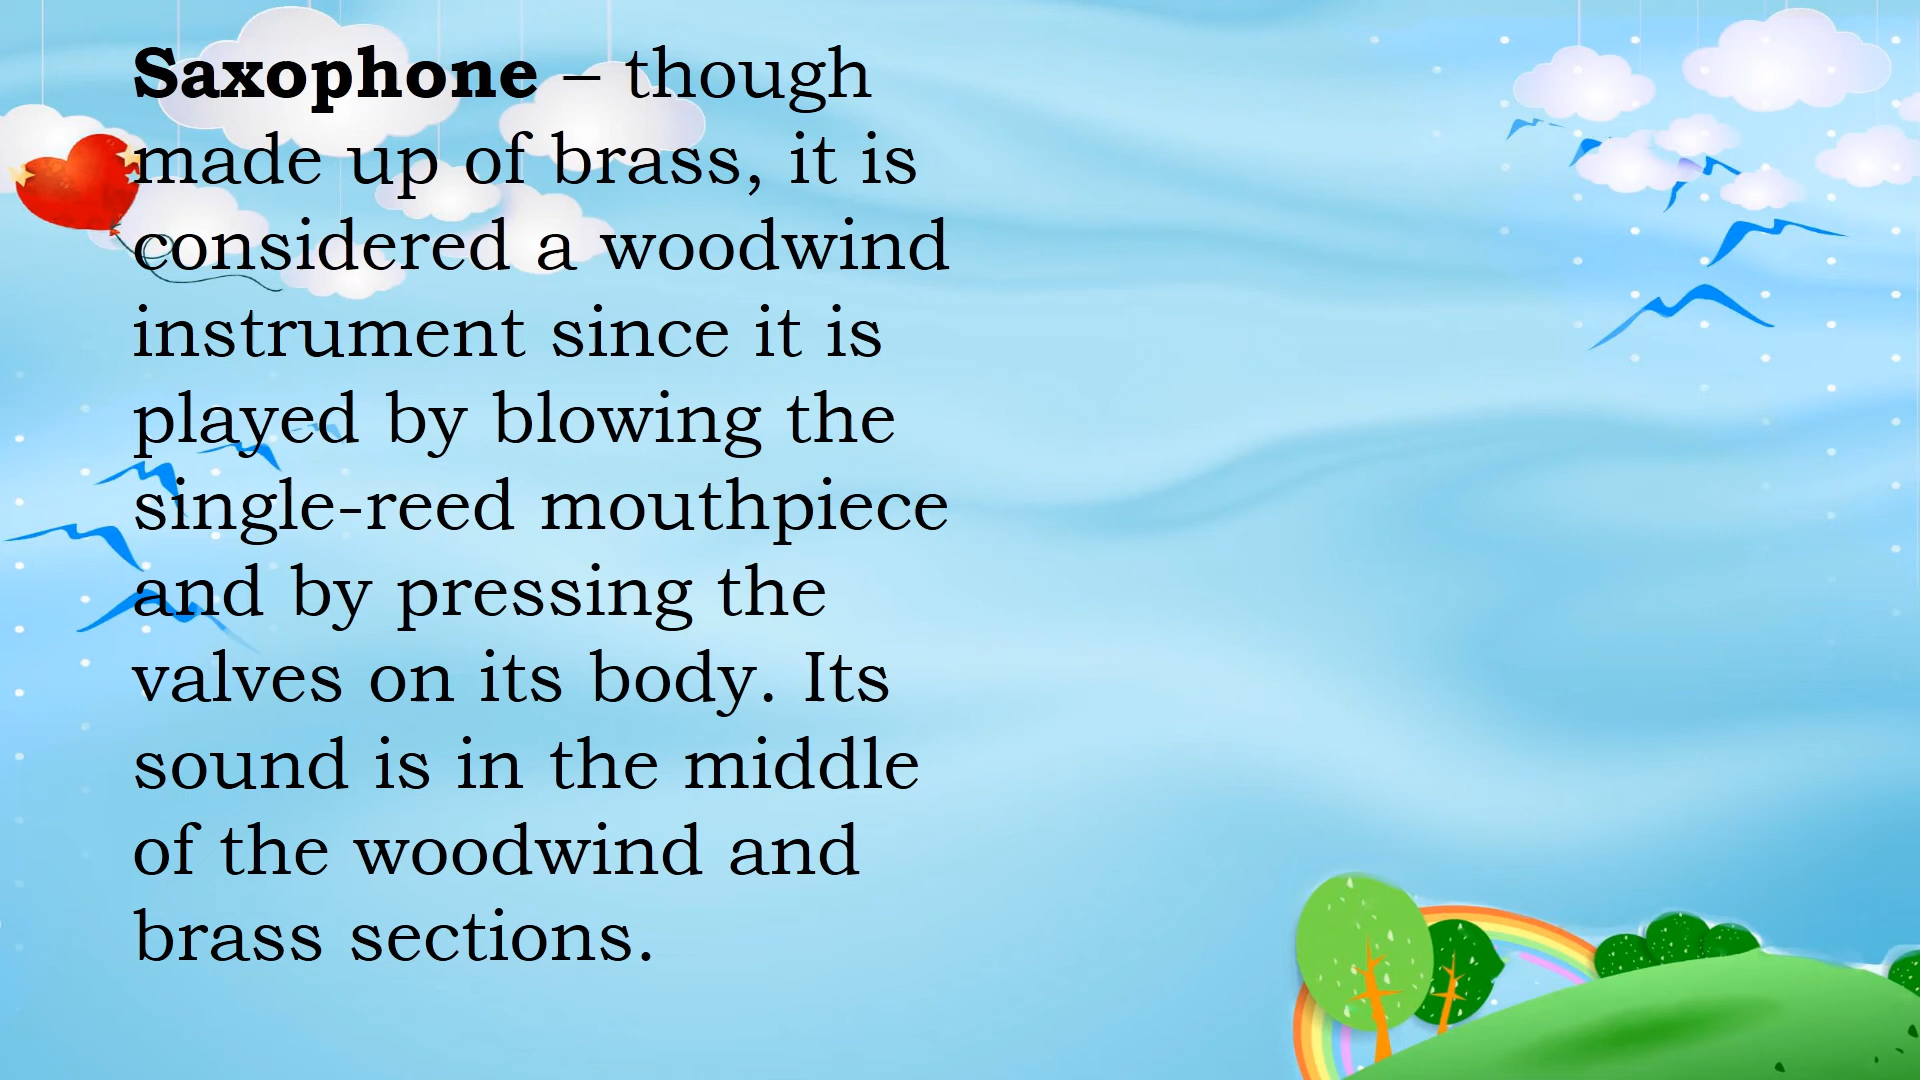 Saxophone – though
made up of brass, it is
considered a woodwind
instrument since it is
played by blowing the
single-reed mouthpiece
and by pressing the
valves on its body. Its
sound is in the middle
of the woodwind and
brass sections.